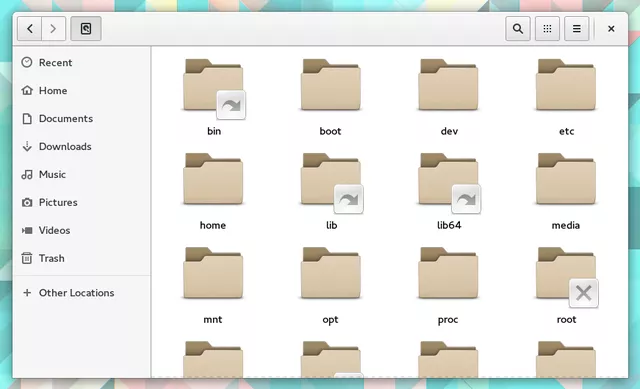 Recent
Home
Documents
Downloads
Music
Pictures
Videos
Trash
Other Locations
bin boot dev etc
home lib lib64 media
mnt opt proc root